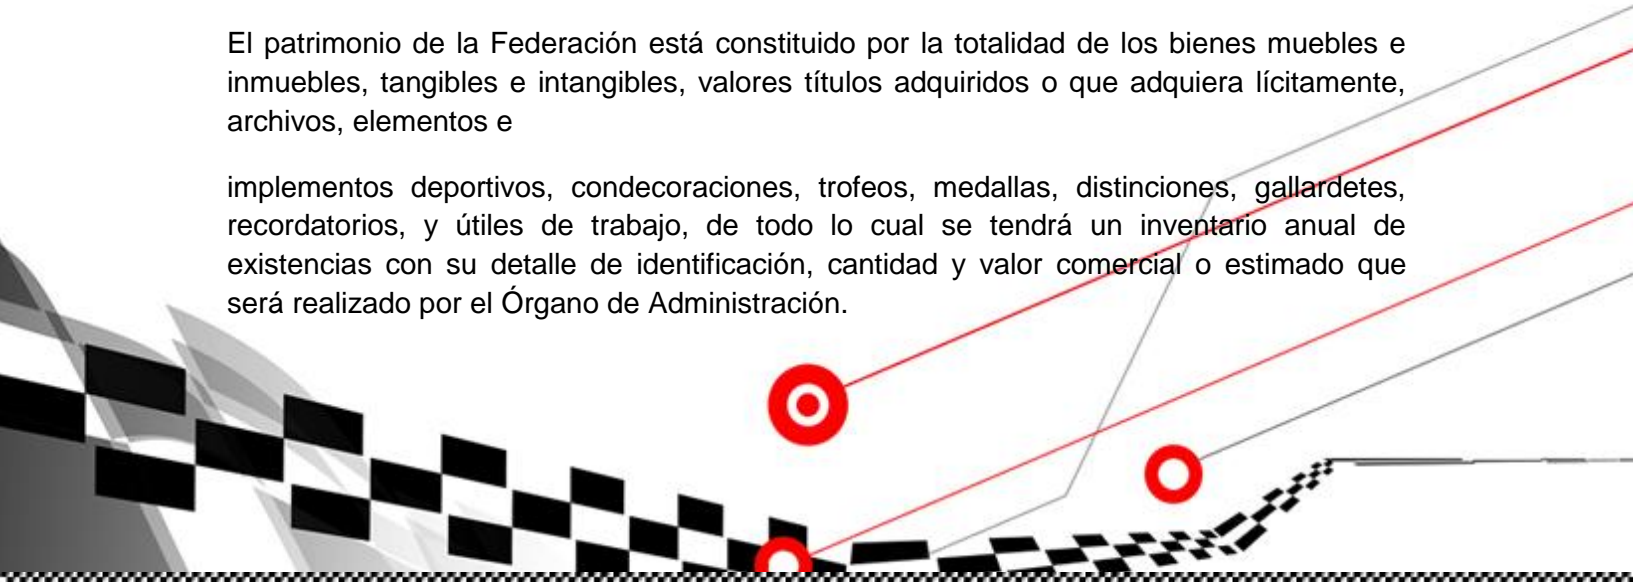 El patrimonio de la Federación está constituido por la totalidad de los bienes muebles e
inmuebles, tangibles e intangibles, valores títulos adquiridos o que adquiera lícitamente,
archivos, elementos e
implementos deportivos, condecoraciones, trofeos, medallas, distinciones, gallardetes,
recordatorios, y útiles de trabajo, de todo lo cual se tendrá un inventario anual de
existencias con su detalle de identificación, cantidad y valor comercial o estimado que
será realizado por el Órgano de Administración.